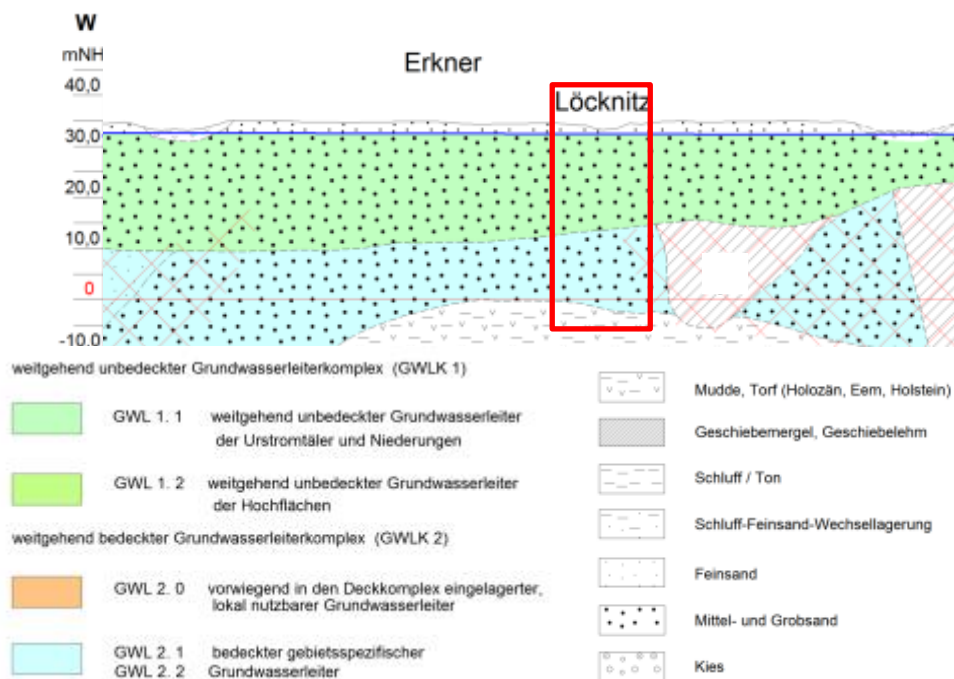 W
mNH
Erkner
40,0
Löcknitz
30,0
20,0
10,0
0
-10.0
weitgehend unbedeckter Grundwasserleiterkomplex (GWLK 1)
GWL 1. 1 weitgehend unbedeckter Grundwasserleiter
der Urstromtäler und Niederungen
GWL 1. 2 weitgehend unbedeckter Grundwasserleiter
der Hochflächen
weitgehend bedeckter Grundwasserleiterkomplex (GWLK 2)
GWL 2. 0 vorwiegend in den Deckkomplex eingelagerter,
lokal nutzbarer Grundwasserleiter
GWL 2. 1 bedeckter gebietsspezifischer
GWL 2. 2 Grundwasserleiter
Mudde, Torf (Holozän, Eem, Holstein)
Geschiebemergel, Geschiebelehm
Schluff / Ton
Schluff-Feinsand-Wechsellagerung
Feinsand
Mittel- und Grobsand
Kies